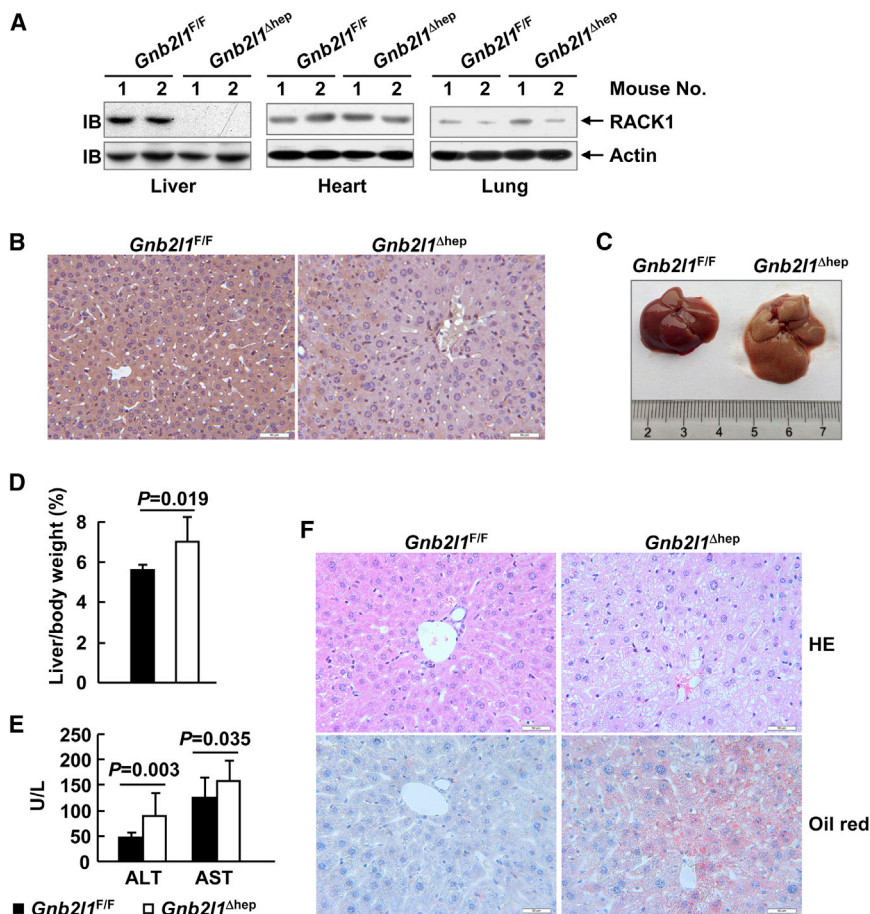 A
Gnb2l1F/F Gnb2l1Δhep Gnb2l1F/F Gnb2l1Δhep Gnb2l1F/F Gnb2l1Δhep
1 2 1 2 1 2 1 2 1 2 1 2 Mouse No.
IB RACK1
IB Actin
Liver Heart Lung
B
Gnb2l1F/F Gnb2l1Δhep
C
Gnb2l1F/F Gnb2l1Δhep
2 3 4 5 6 7
D
Liver/body weight (%)
P=0.019
8
6
4
2
0
E
U/L
250
200
150
100
50
0
P=0.003
P=0.035
ALT AST
Gnb2l1F/F Gnb2l1Δhep
F
Gnb2l1F/F Gnb2l1Δhep
HE
Oil red